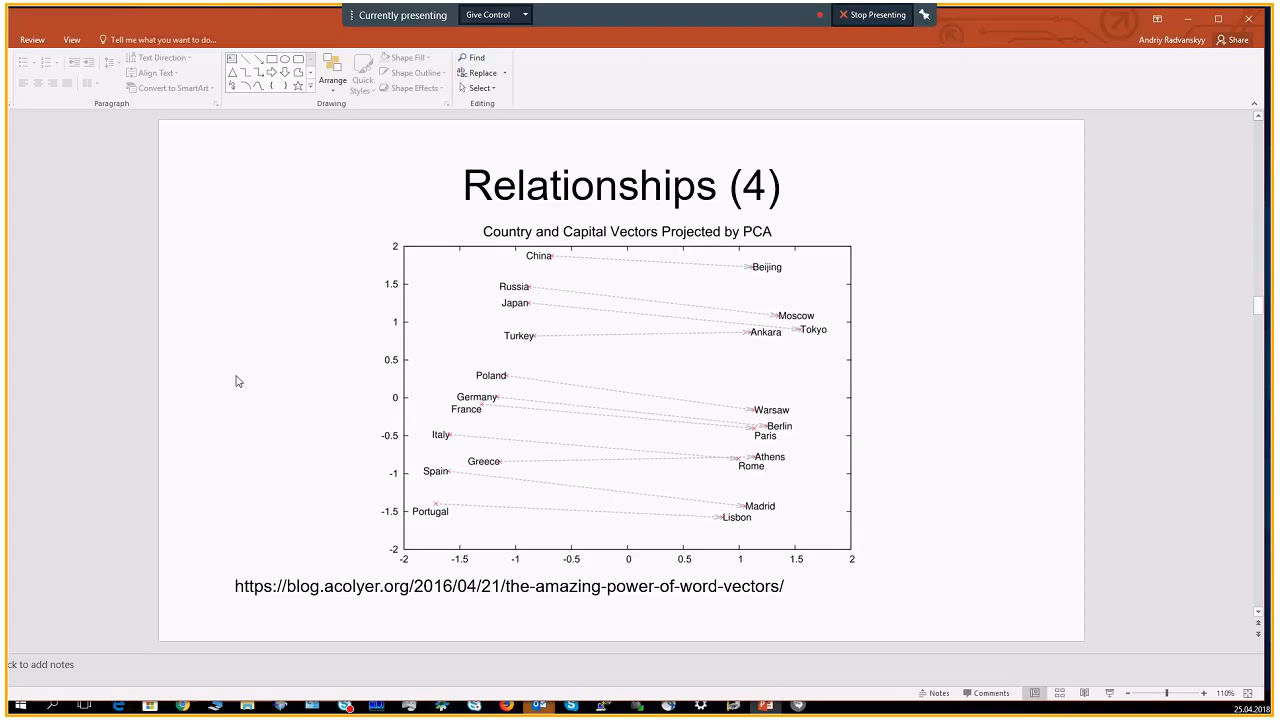 Currently presenting
Give Control
Stop Presenting
Review
View
Tell me what you want to do...
Andriy Radvanskyy
Share
Text Direction
Align Text
Convert to SmartArt
Paragraph
Arrange
Quick Styles
Shape Fill
Shape Outline
Shape Effects
Drawing
Find
Replace
Select
Editing
Relationships (4)
Country and Capital Vectors Projected by PCA
2
1.5
1
0.5
0
-0.5
-1
-1.5
-2
China
Beijing
Russia
Japan
Moscow
Tokyo
Turkey
Ankara
Poland
Germany
France
Warsaw
Berlin
Paris
Italy
Greece
Athens
Rome
Spain
Madrid
Portugal
Lisbon
-2
-1.5
-1
-0.5
0
0.5
1
1.5
2
https://blog.acolyer.org/2016/04/21/the-amazing-power-of-word-vectors/
ck to add notes
Notes
Comments
110%
25.04.2018